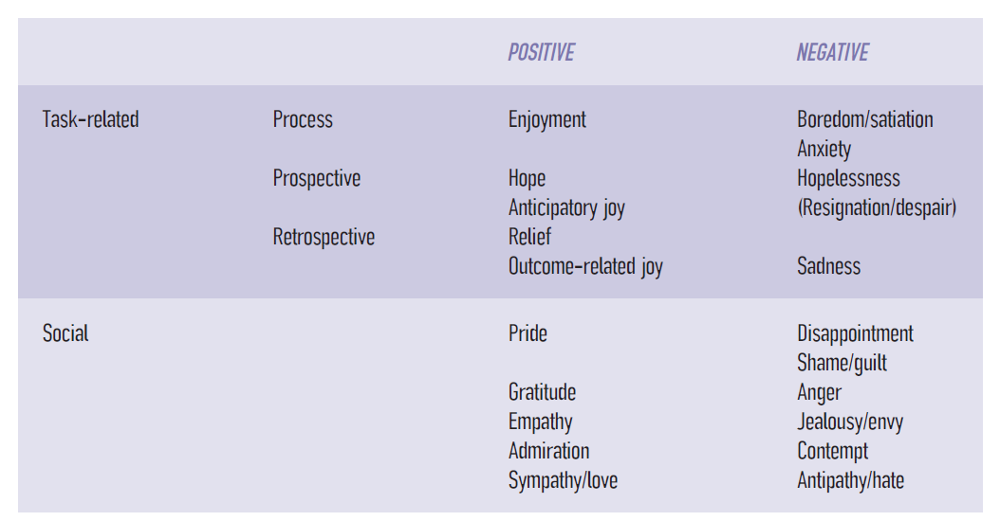 POSITIVE NEGATIVE
Task-related Process Enjoyment Boredom/satiation
Anxiety
Prospective Hope Hopelessness
Anticipatory joy (Resignation/despair)
Retrospective Relief
Outcome-related joy Sadness
Social Pride Disappointment
Shame/guilt
Gratitude Anger
Empathy Jealousy/envy
Admiration Contempt
Sympathy/love Antipathy/hate